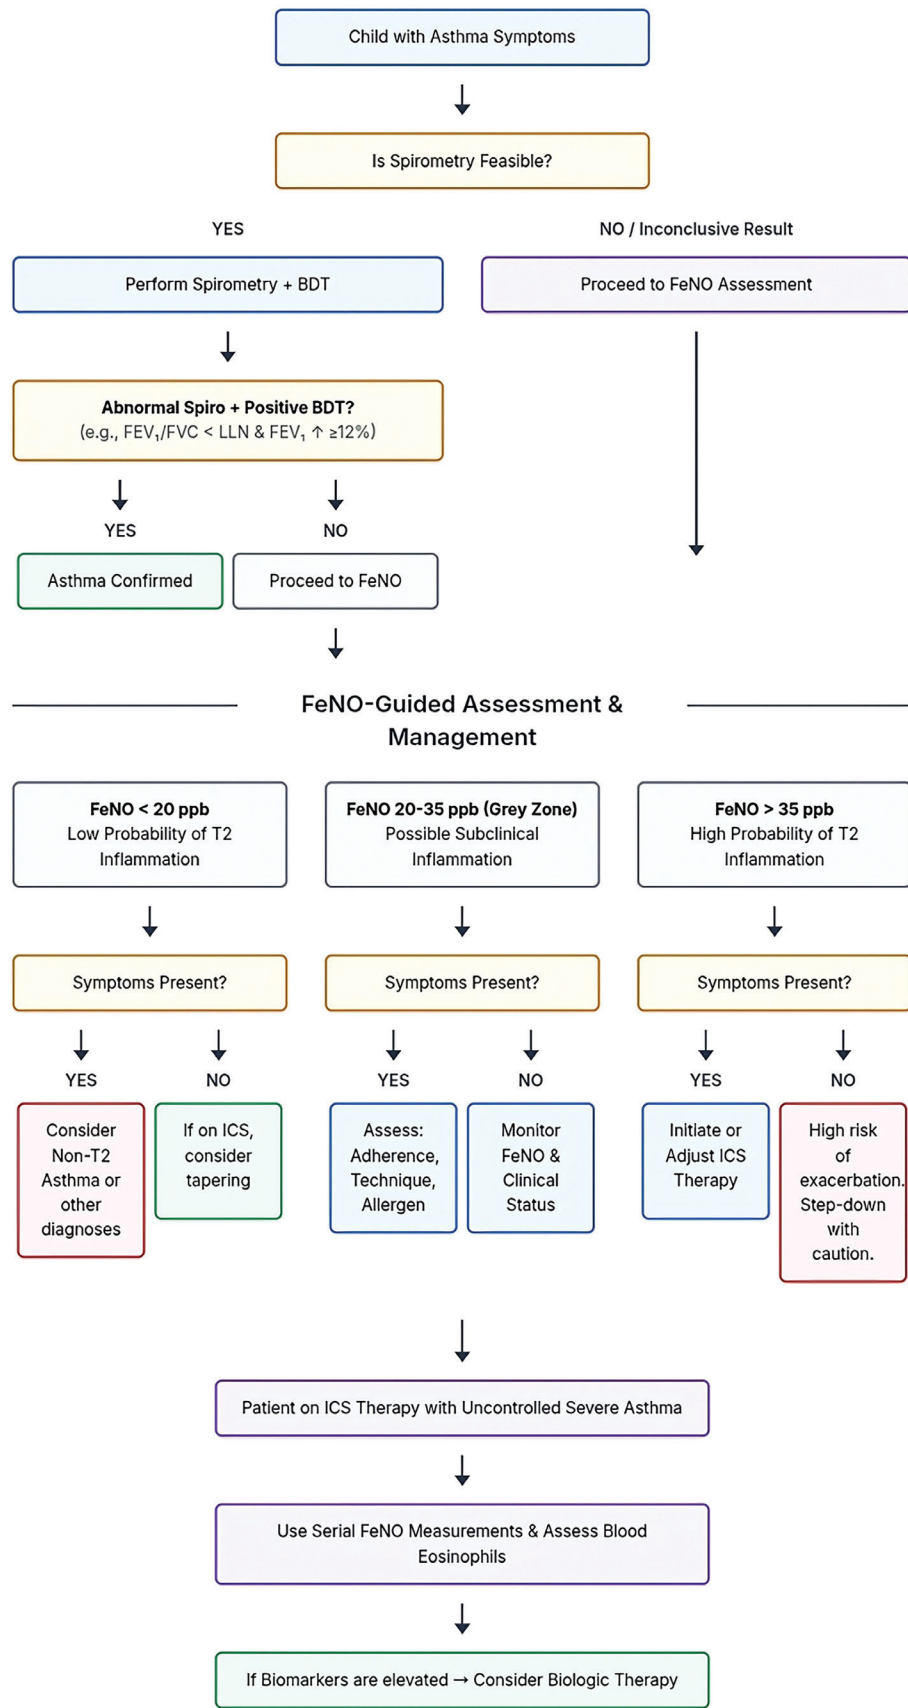 Child with Asthma Symptoms
Is Spirometry Feasible?
YES
NO / Inconclusive Result
Perform Spirometry + BDT
Proceed to FeNO Assessment
Abnormal Spiro + Positive BDT?
(e.g., FEV₁/FVC < LLN & FEV₁ ↑ ≥12%)
YES
NO
Asthma Confirmed
Proceed to FeNO
FeNO-Guided Assessment &
Management
FeNO < 20 ppb
Low Probability of T2
Inflammation
FeNO 20-35 ppb (Grey Zone)
Possible Subclinical
Inflammation
FeNO > 35 ppb
High Probability of T2
Inflammation
Symptoms Present?
Symptoms Present?
Symptoms Present?
YES
NO
YES
NO
YES
NO
Consider
Non-T2
Asthma or
other
diagnoses
If on ICS,
consider
tapering
Assess:
Adherence,
Technique,
Allergen
Monitor
FeNO &
Clinical
Status
Initiate or
Adjust ICS
Therapy
High risk
of
exacerbation.
Step-down
with
caution.
Patient on ICS Therapy with Uncontrolled Severe Asthma
Use Serial FeNO Measurements & Assess Blood
Eosinophils
If Biomarkers are elevated → Consider Biologic Therapy